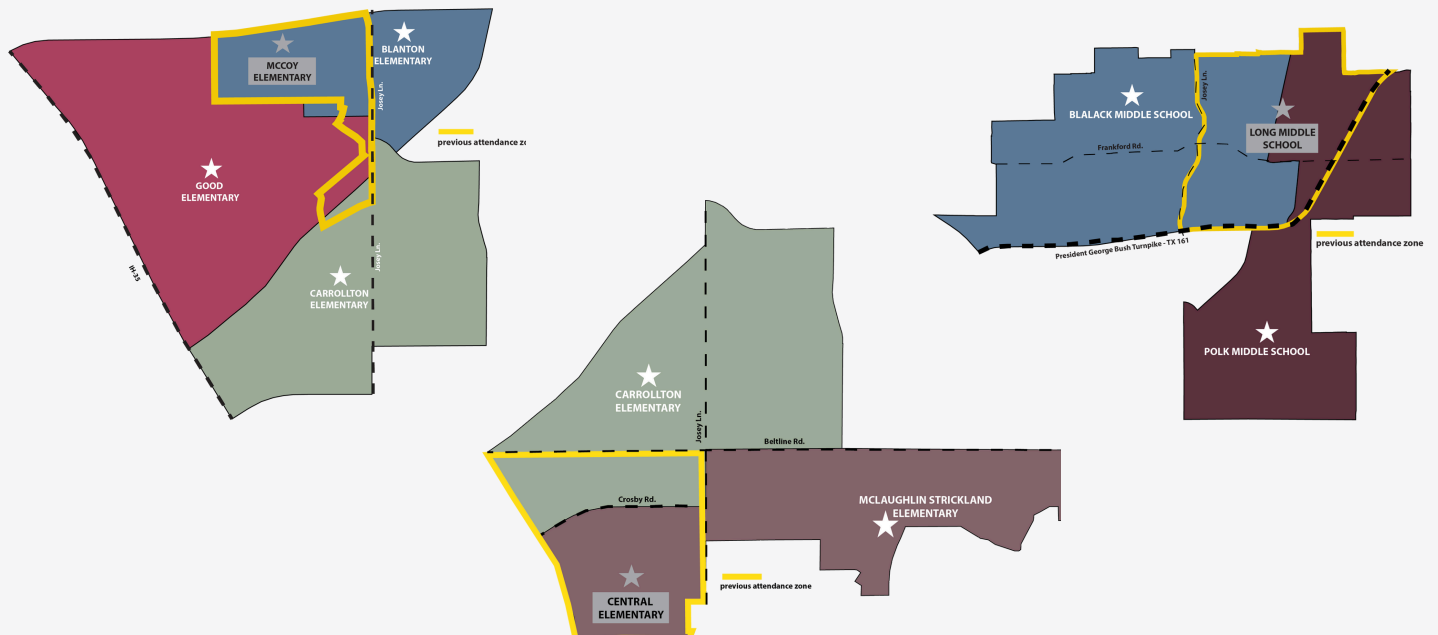 MCCOY
ELEMENTARY
BLANTON
ELEMENTARY
Josey Ln.
previous attendance zo
GOOD
ELEMENTARY
Josey Ln.
IH-35
CARROLLTON
ELEMENTARY
BLALACK MIDDLE SCHOOL
Josey Ln.
LONG MIDDLE
SCHOOL
Frankford Rd.
President George Bush Turnpike - TX 161
previous attendance zone
POLK MIDDLE SCHOOL
CARROLLTON
ELEMENTARY
Josey Ln.
Beltline Rd.
Crosby Rd.
MCLAUGHLIN STRICKLAND
ELEMENTARY
previous attendance zone
CENTRAL
ELEMENTARY